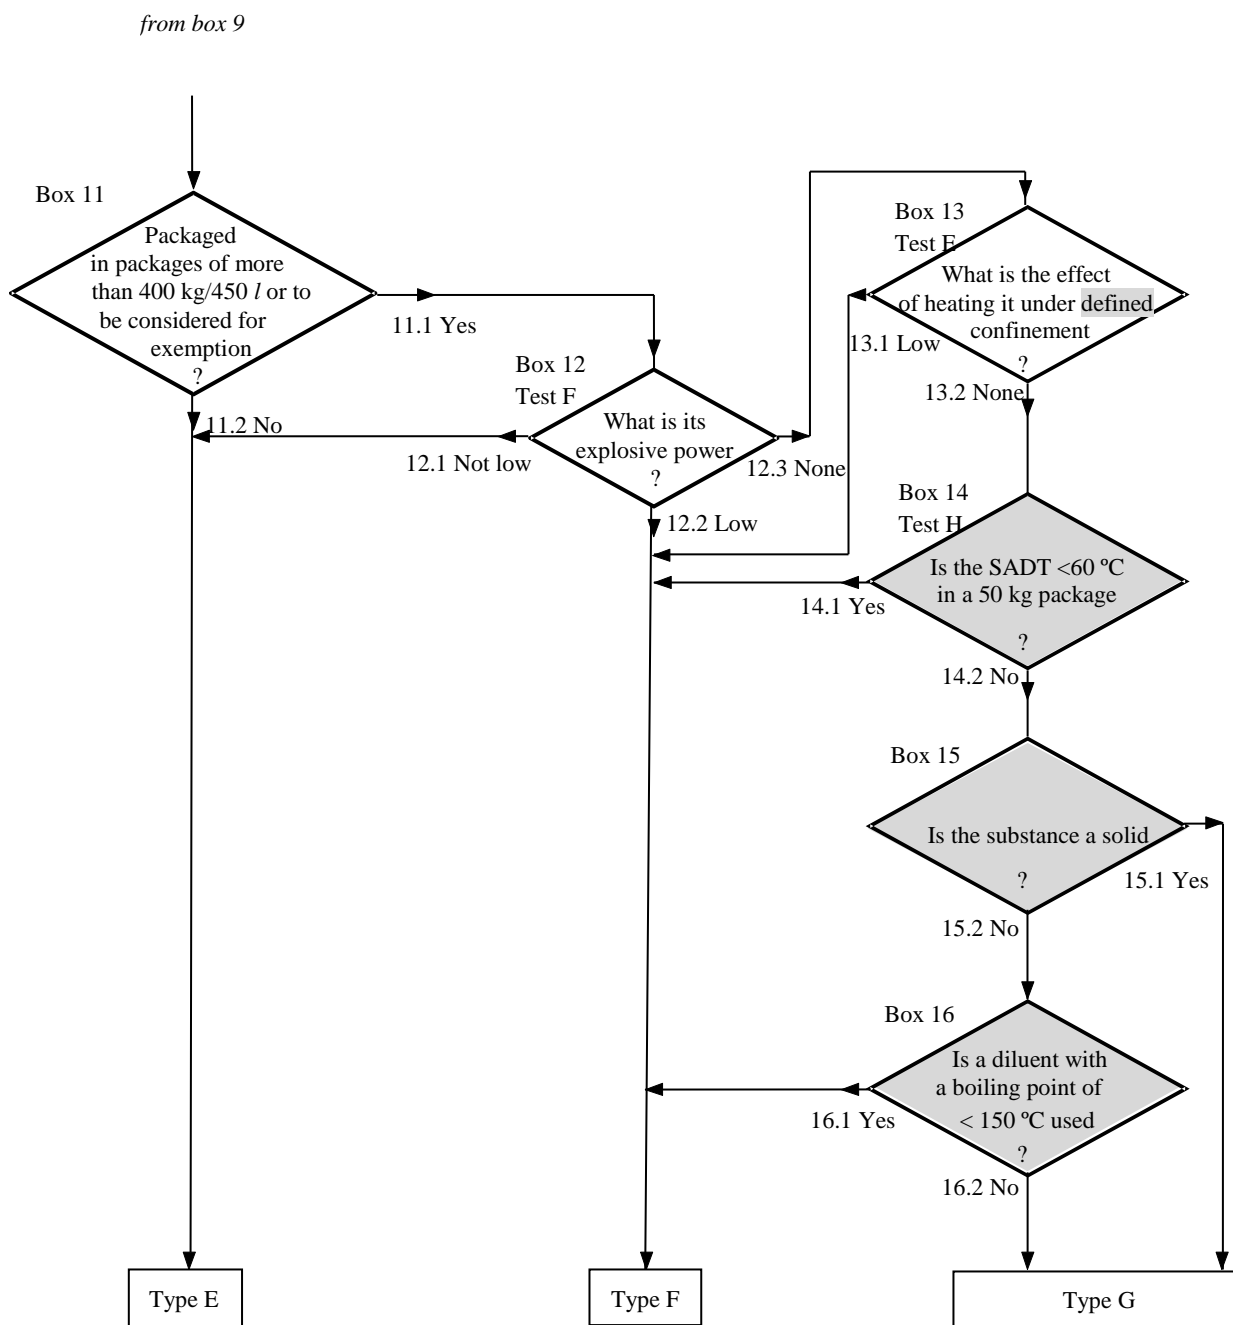 from box 9
Box 11
Packaged
in packages of more
than 400 kg/450 l or to
be considered for
exemption
?
11.1 Yes
11.2 No
Box 12
Test F
What is its
explosive power
?
12.1 Not low
12.2 Low
12.3 None
Box 13
Test E
What is the effect
of heating it under defined
confinement
?
13.1 Low
13.2 None
Box 14
Test H
Is the SADT <60 ºC
in a 50 kg package
?
14.1 Yes
14.2 No
Box 15
Is the substance a solid
?
15.1 Yes
15.2 No
Box 16
Is a diluent with
a boiling point of
< 150 ºC used
?
16.1 Yes
16.2 No
Type E
Type F
Type G